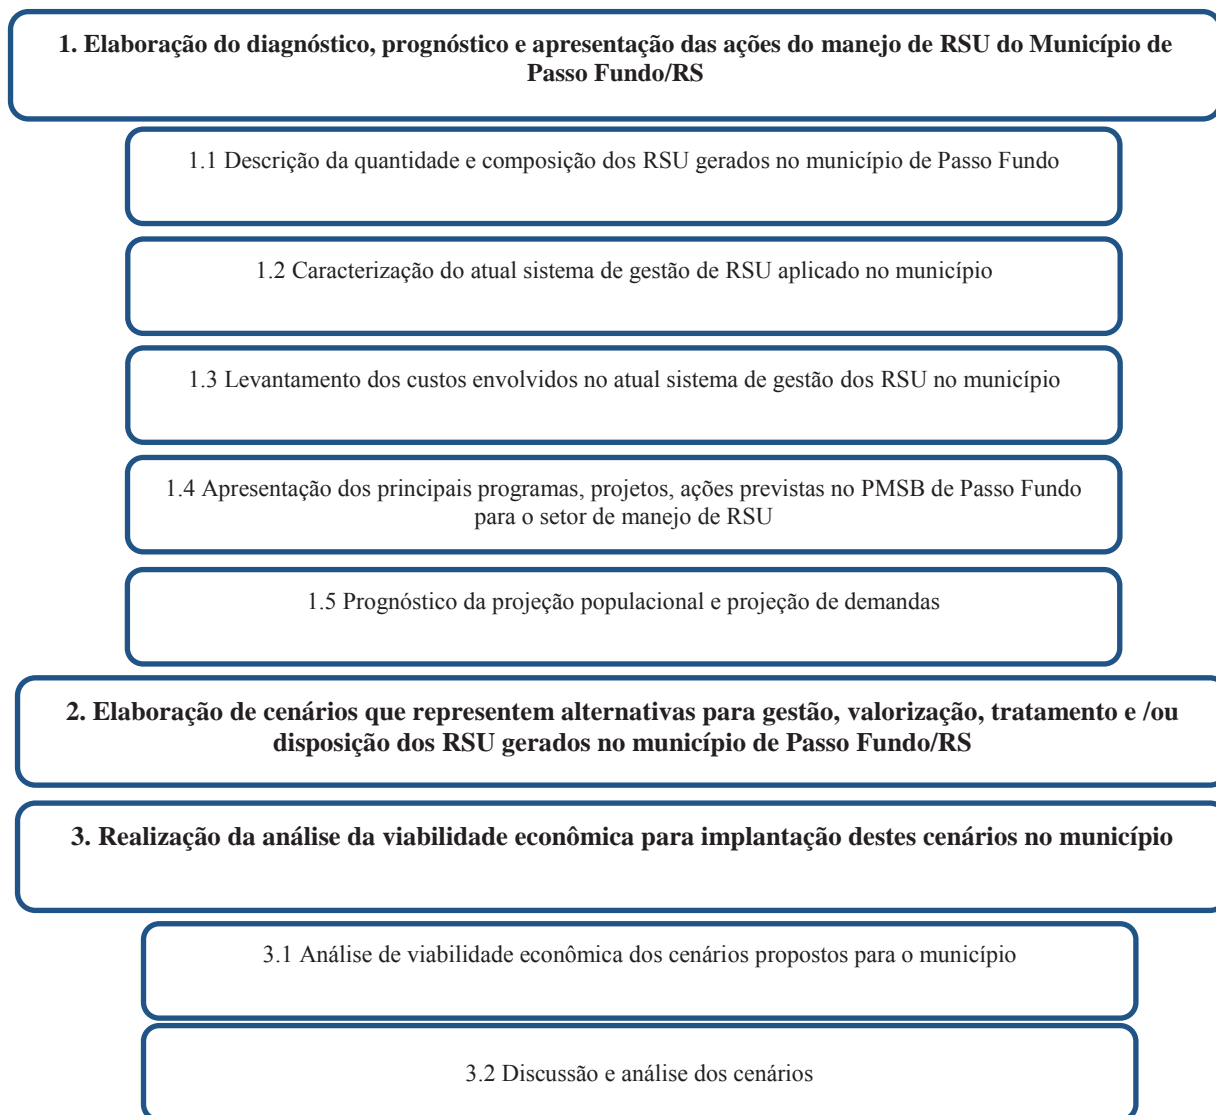 1. Elaboração do diagnóstico, prognóstico e apresentação das ações do manejo de RSU do Município de
Passo Fundo/RS
1.1 Descrição da quantidade e composição dos RSU gerados no município de Passo Fundo
1.2 Caracterização do atual sistema de gestão de RSU aplicado no município
1.3 Levantamento dos custos envolvidos no atual sistema de gestão dos RSU no município
1.4 Apresentação dos principais programas, projetos, ações previstas no PMSB de Passo Fundo
para o setor de manejo de RSU
1.5 Prognóstico da projeção populacional e projeção de demandas
2. Elaboração de cenários que representem alternativas para gestão, valorização, tratamento e /ou
disposição dos RSU gerados no município de Passo Fundo/RS
3. Realização da análise da viabilidade econômica para implantação destes cenários no município
3.1 Análise de viabilidade econômica dos cenários propostos para o município
3.2 Discussão e análise dos cenários